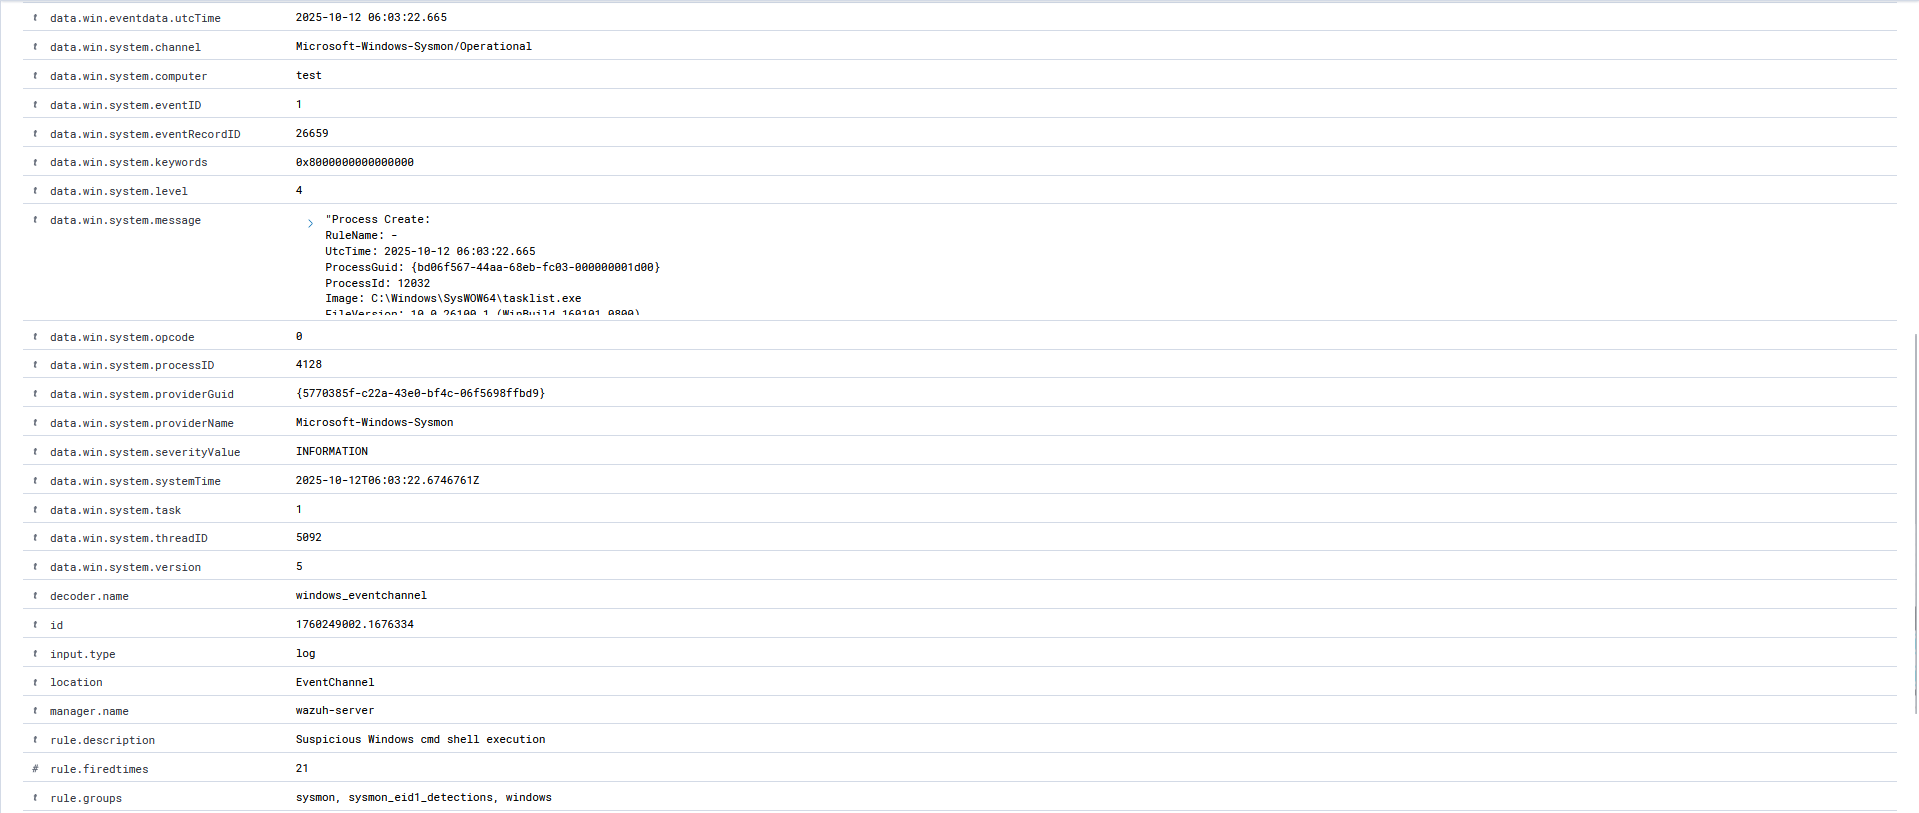 t data.win.eventdata.utcTime 2025-10-12 06:03:22.665
t data.win.system.channel Microsoft-Windows-Sysmon/Operational
t data.win.system.computer test
t data.win.system.eventID 1
t data.win.system.eventRecordID 26659
t data.win.system.keywords 0x8000000000000000
t data.win.system.level 4
t data.win.system.message "Process Create:
RuleName: -
UtcTime: 2025-10-12 06:03:22.665
ProcessGuid: {bd06f567-44aa-68eb-fc03-000000001d00}
ProcessId: 12032
Image: C:\Windows\SysWOW64\tasklist.exe
FileVersion: 10.0.26100.1 (WinBuild.160101.0800)
t data.win.system.opcode 0
t data.win.system.processID 4128
t data.win.system.providerGuid {5770385f-c22a-43e0-bf4c-06f5698ffbd9}
t data.win.system.providerName Microsoft-Windows-Sysmon
t data.win.system.severityValue INFORMATION
t data.win.system.systemTime 2025-10-12T06:03:22.6746761Z
t data.win.system.task 1
t data.win.system.threadID 5092
t data.win.system.version 5
t decoder.name windows_eventchannel
t id 1760249002.1676334
t input.type log
t location EventChannel
t manager.name wazuh-server
t rule.description Suspicious Windows cmd shell execution
# rule.firedtimes 21
t rule.groups sysmon, sysmon_eid1_detections, windows